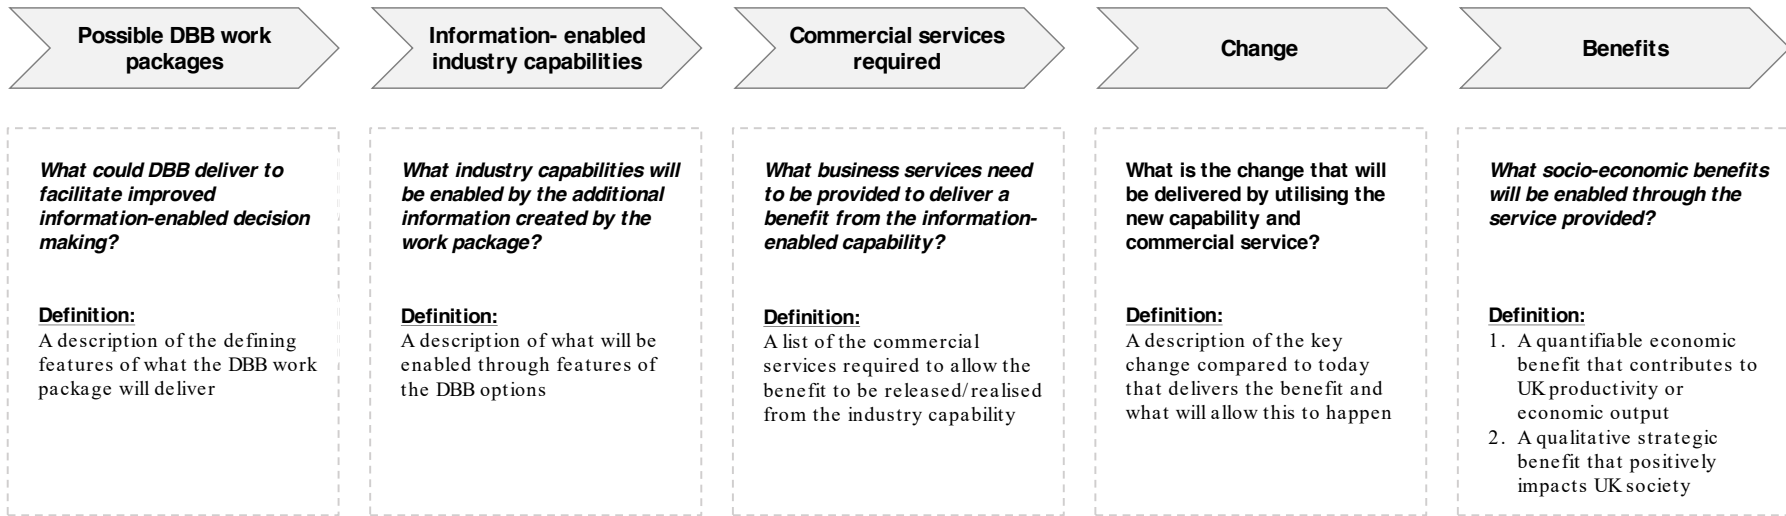 Possible DBB work
packages
Information- enabled
industry capabilities
Commercial services
required
Change
Benefits
What could DBB deliver to
facilitate improved
information-enabled decision
making?
Definition:
A description of the defining
features of what the DBB work
package will deliver
What industry capabilities will
be enabled by the additional
information created by the
work package?
Definition:
A description of what will be
enabled through features of
the DBB options
What business services need
to be provided to deliver a
benefit from the information-
enabled capability?
Definition:
A list of the commercial
services required to allow the
benefit to be released/realised
from the industry capability
What is the change that will
be delivered by utilising the
new capability and
commercial service?
Definition:
A description of the key
change compared to today
that delivers the benefit and
what will allow this to happen
What socio-economic benefits
will be enabled through the
service provided?
Definition:
1. A quantifiable economic
benefit that contributes to
UK productivity or
economic output
2. A qualitative strategic
benefit that positively
impacts UK society